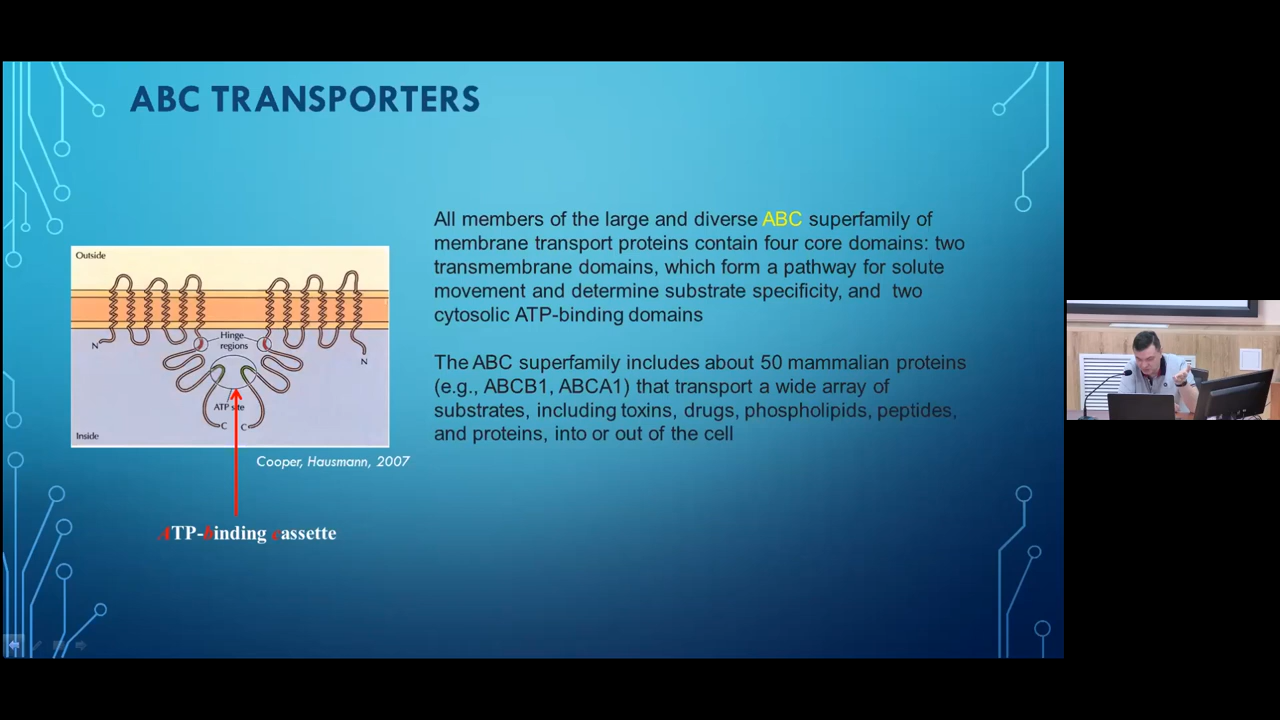 ABC TRANSPORTERS
All members of the large and diverse ABC superfamily of
membrane transport proteins contain four core domains: two
transmembrane domains, which form a pathway for solute
movement and determine substrate specificity, and two
cytosolic ATP-binding domains
The ABC superfamily includes about 50 mammalian proteins
(e.g., ABCB1, ABCA1) that transport a wide array of
substrates, including toxins, drugs, phospholipids, peptides,
and proteins, into or out of the cell
Outside
N
Hinge
regions
N
ATP site
C C
Inside
Cooper, Hausmann, 2007
ATP-binding cassette